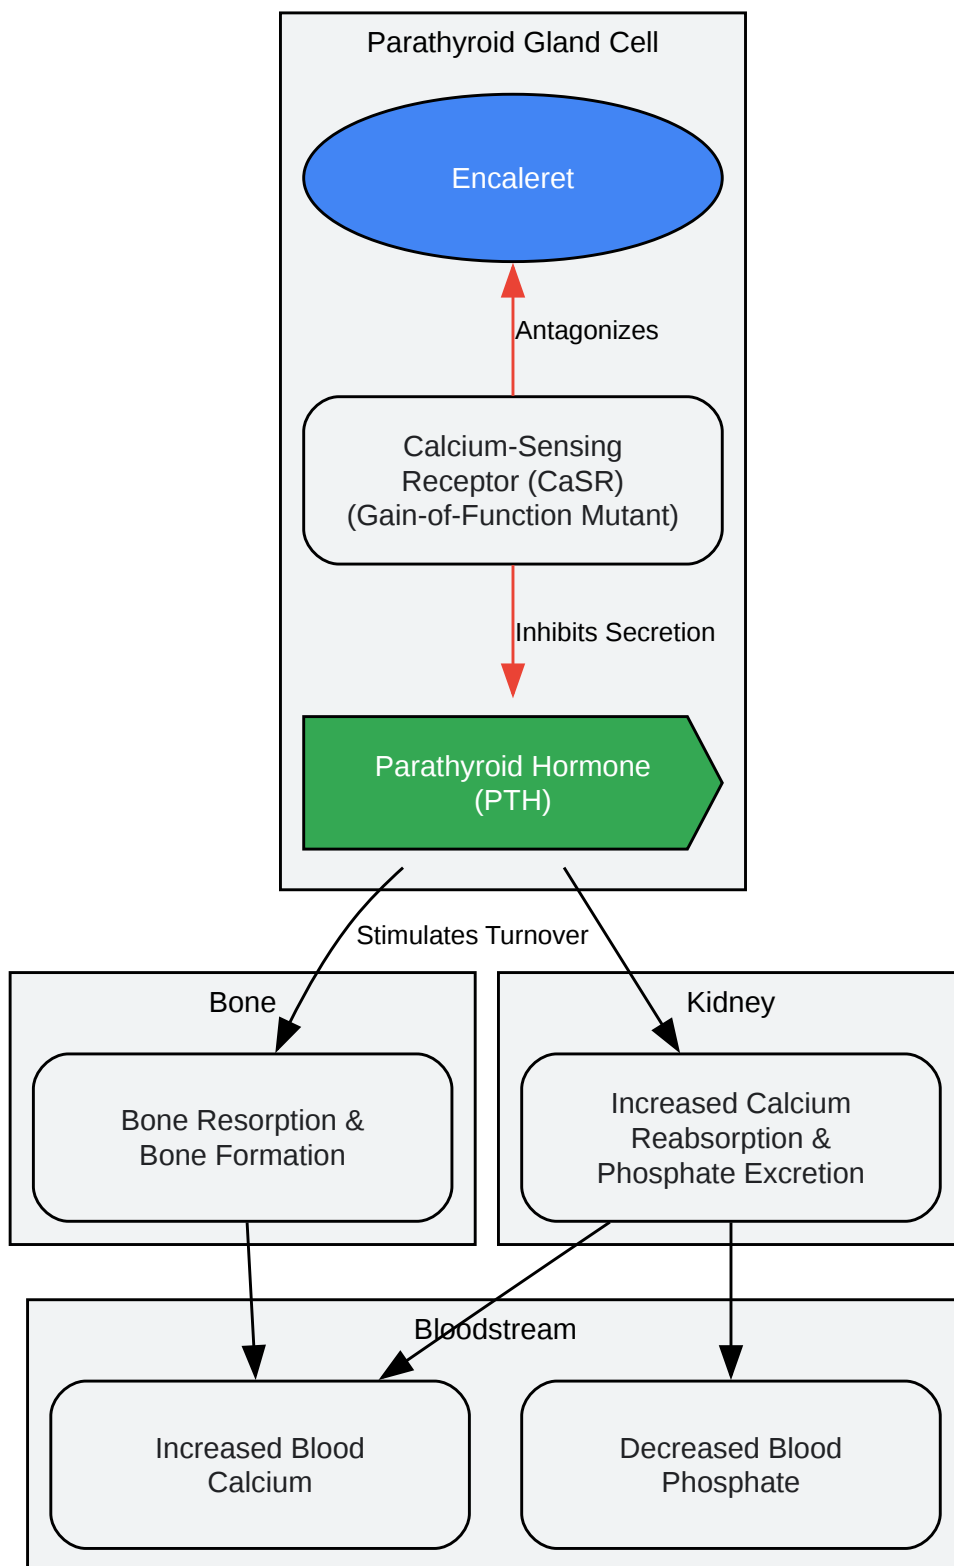 Parathyroid Gland Cell
Encaleret
Antagonizes
Calcium-Sensing
Receptor (CaSR)
(Gain-of-Function Mutant)
Inhibits Secretion
Parathyroid Hormone
(PTH)
Stimulates Turnover
Bone
Bone Resorption &
Bone Formation
Kidney
Increased Calcium
Reabsorption &
Phosphate Excretion
Bloodstream
Increased Blood
Calcium
Decreased Blood
Phosphate